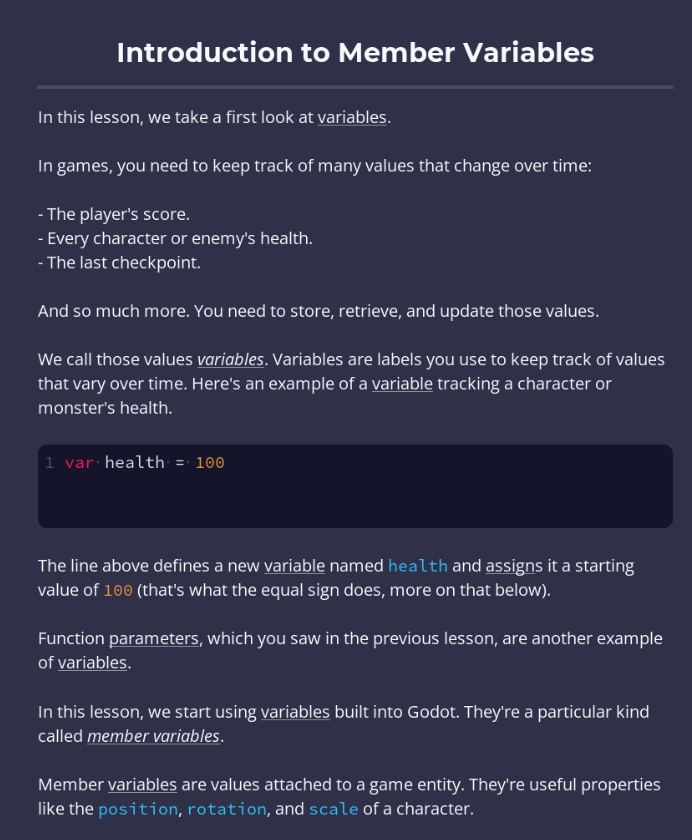 Introduction to Member Variables
In this lesson, we take a first look at variables.
In games, you need to keep track of many values that change over time:
- The player's score.
- Every character or enemy's health.
- The last checkpoint.
And so much more. You need to store, retrieve, and update those values.
We call those values variables. Variables are labels you use to keep track of values
that vary over time. Here's an example of a variable tracking a character or
monster's health.
1 var health = 100
The line above defines a new variable named health and assigns it a starting
value of 100 (that's what the equal sign does, more on that below).
Function parameters, which you saw in the previous lesson, are another example
of variables.
In this lesson, we start using variables built into Godot. They're a particular kind
called member variables.
Member variables are values attached to a game entity. They're useful properties
like the position, rotation, and scale of a character.